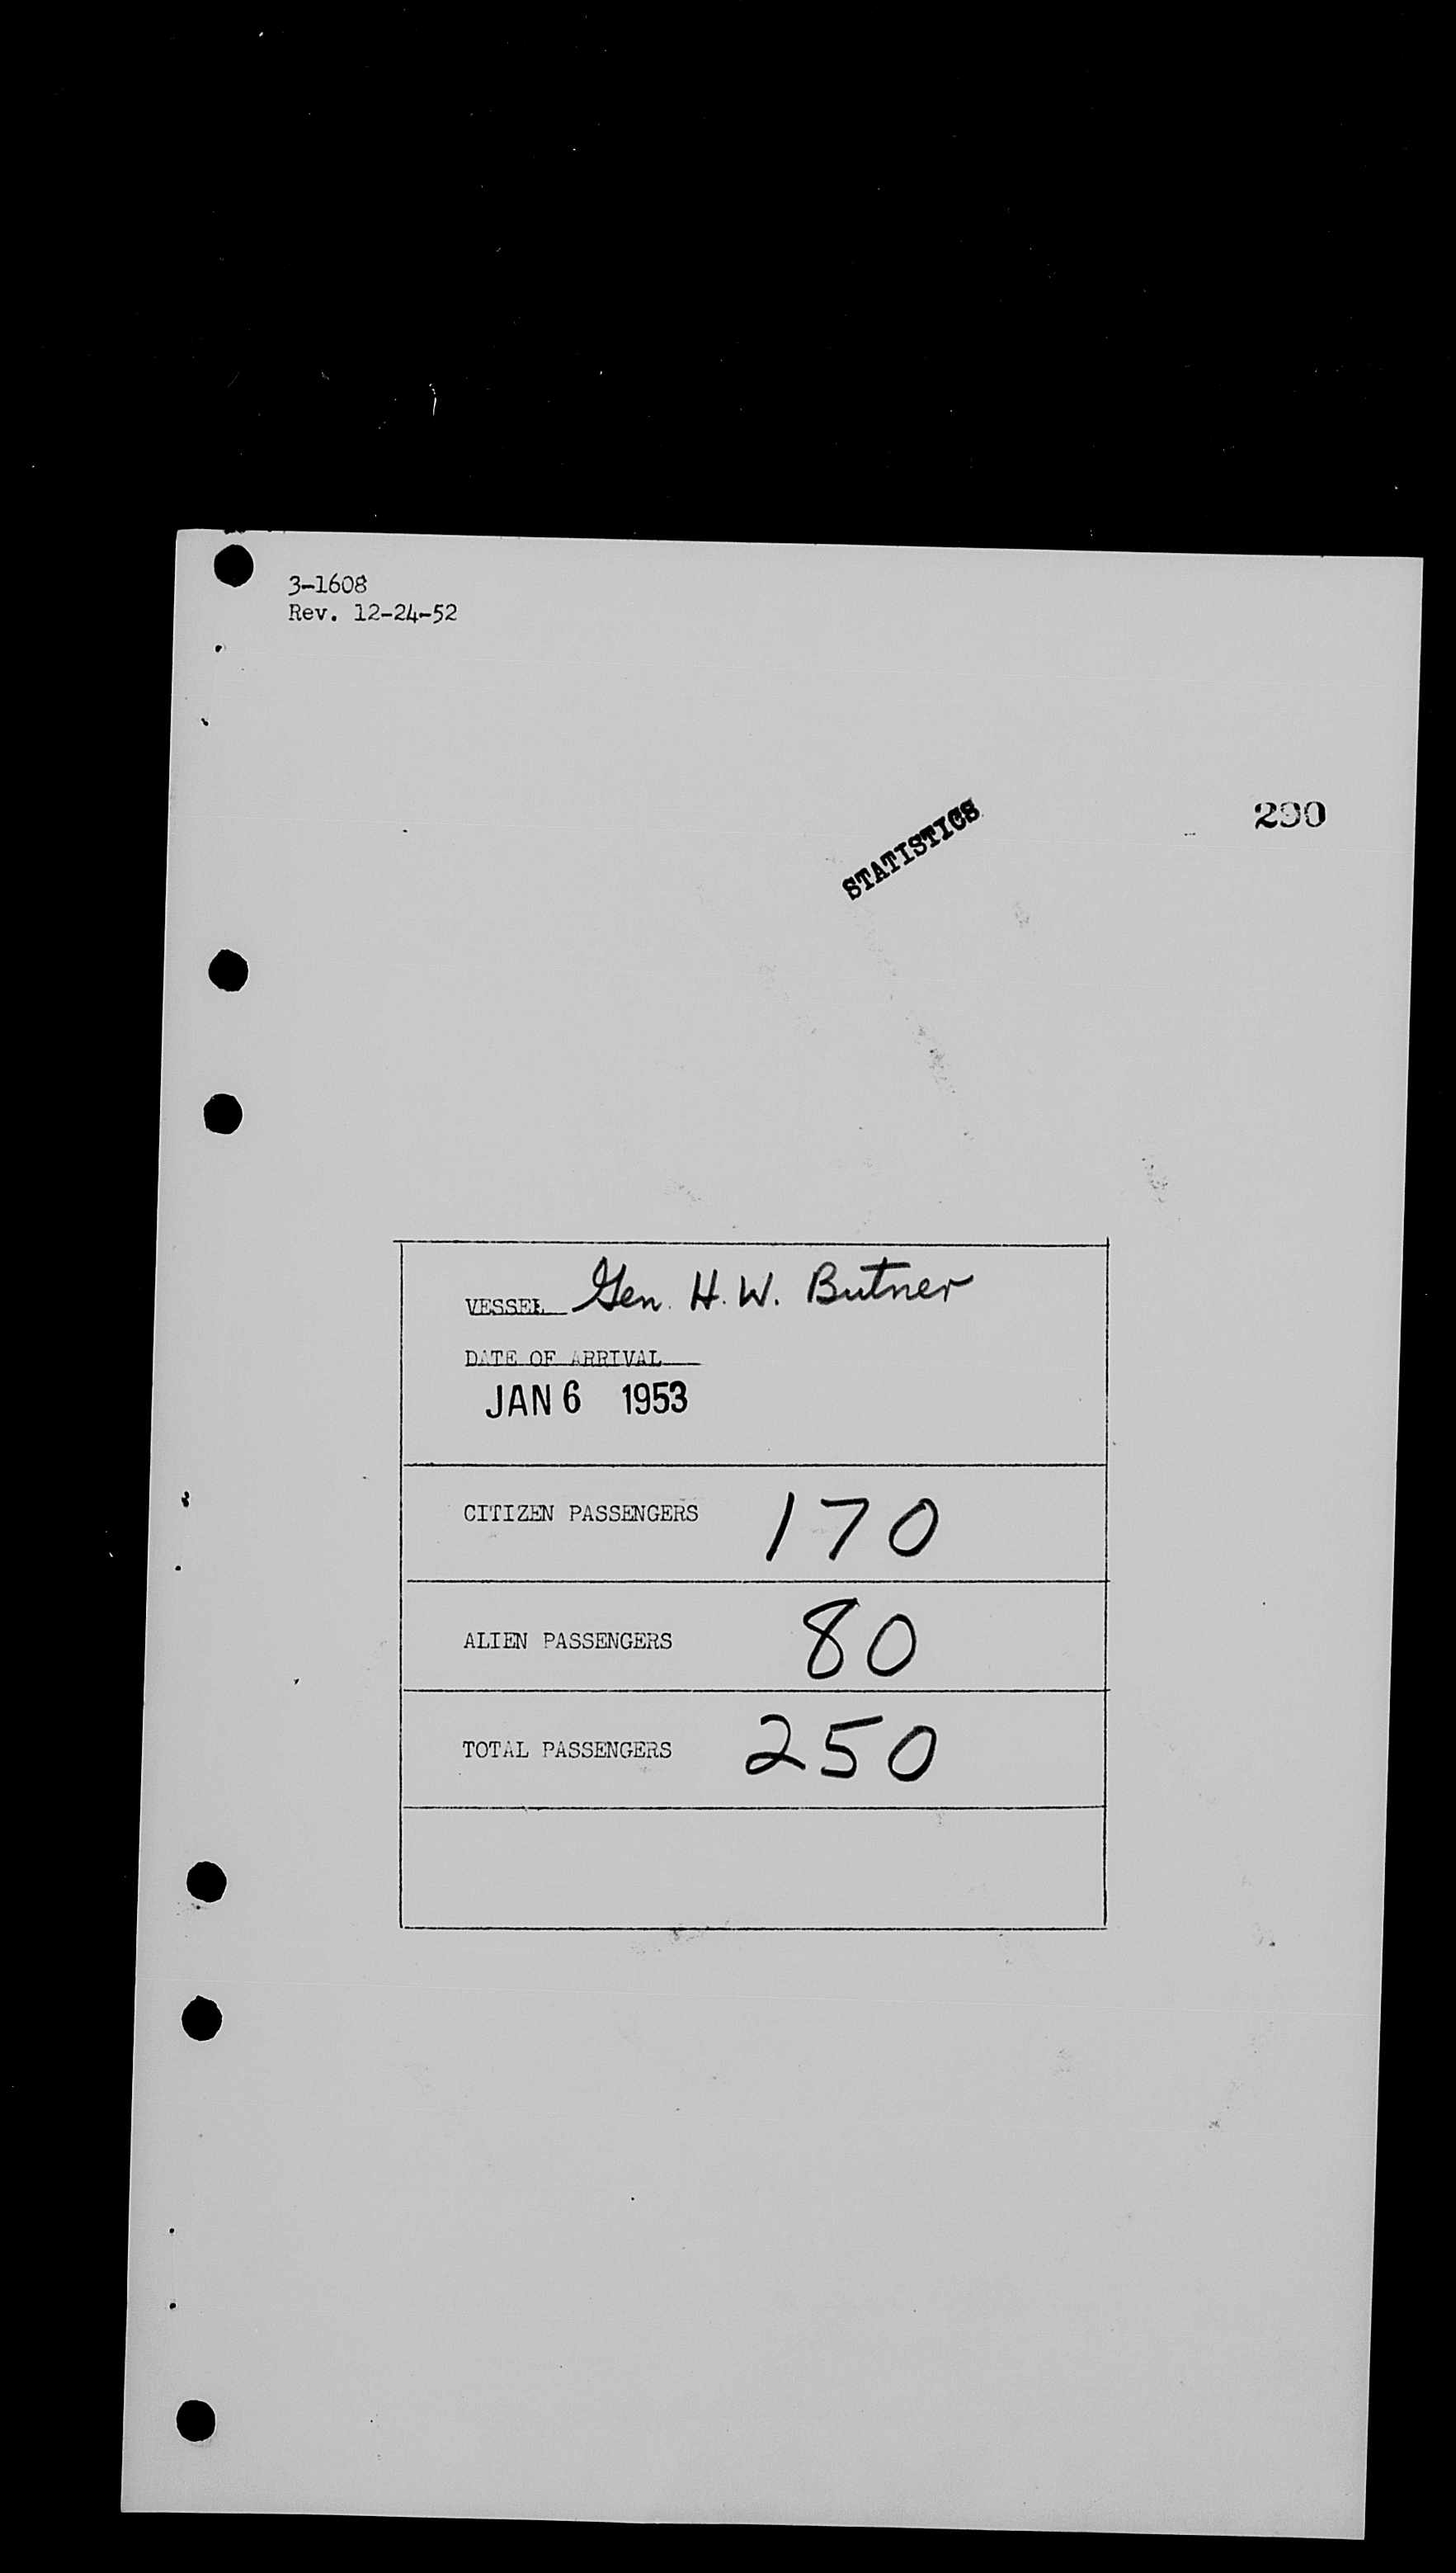 3-1608
Rev. 12-24-52
STATISTICS
290
VESSEL Gen. H. W. Butner
DATE OF ARRIVAL
JAN 6 1953
CITIZEN PASSENGERS 170
ALIEN PASSENGERS 80
TOTAL PASSENGERS 250